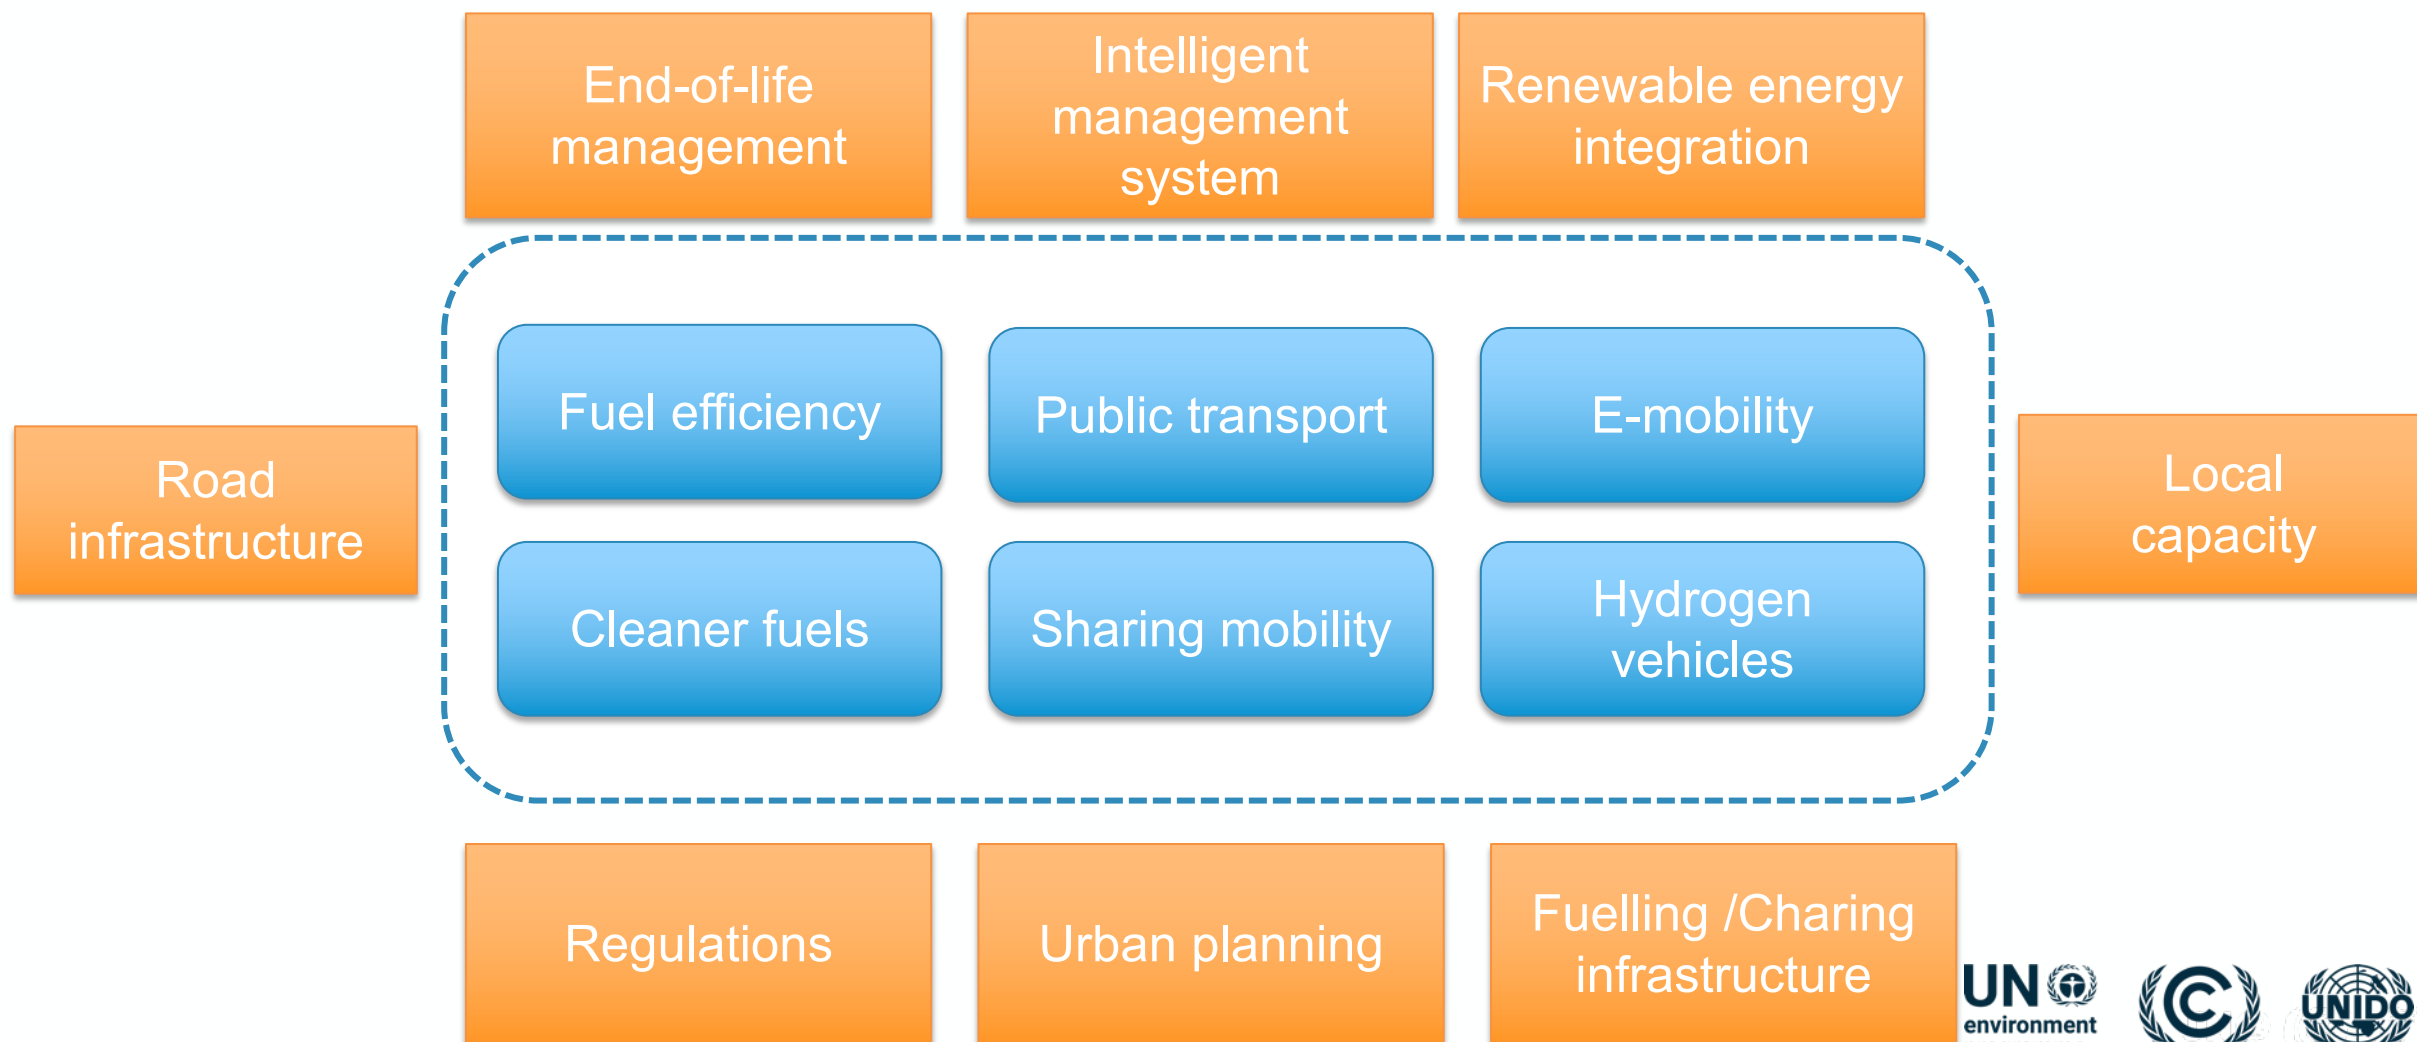 End-of-life
management
Intelligent
management
system
Renewable energy
integration
Fuel efficiency
Public transport
E-mobility
Road
infrastructure
Local
capacity
Cleaner fuels
Sharing mobility
Hydrogen
vehicles
Regulations
Urban planning
Fuelling /Charing
infrastructure
UN
environment
UNIDO